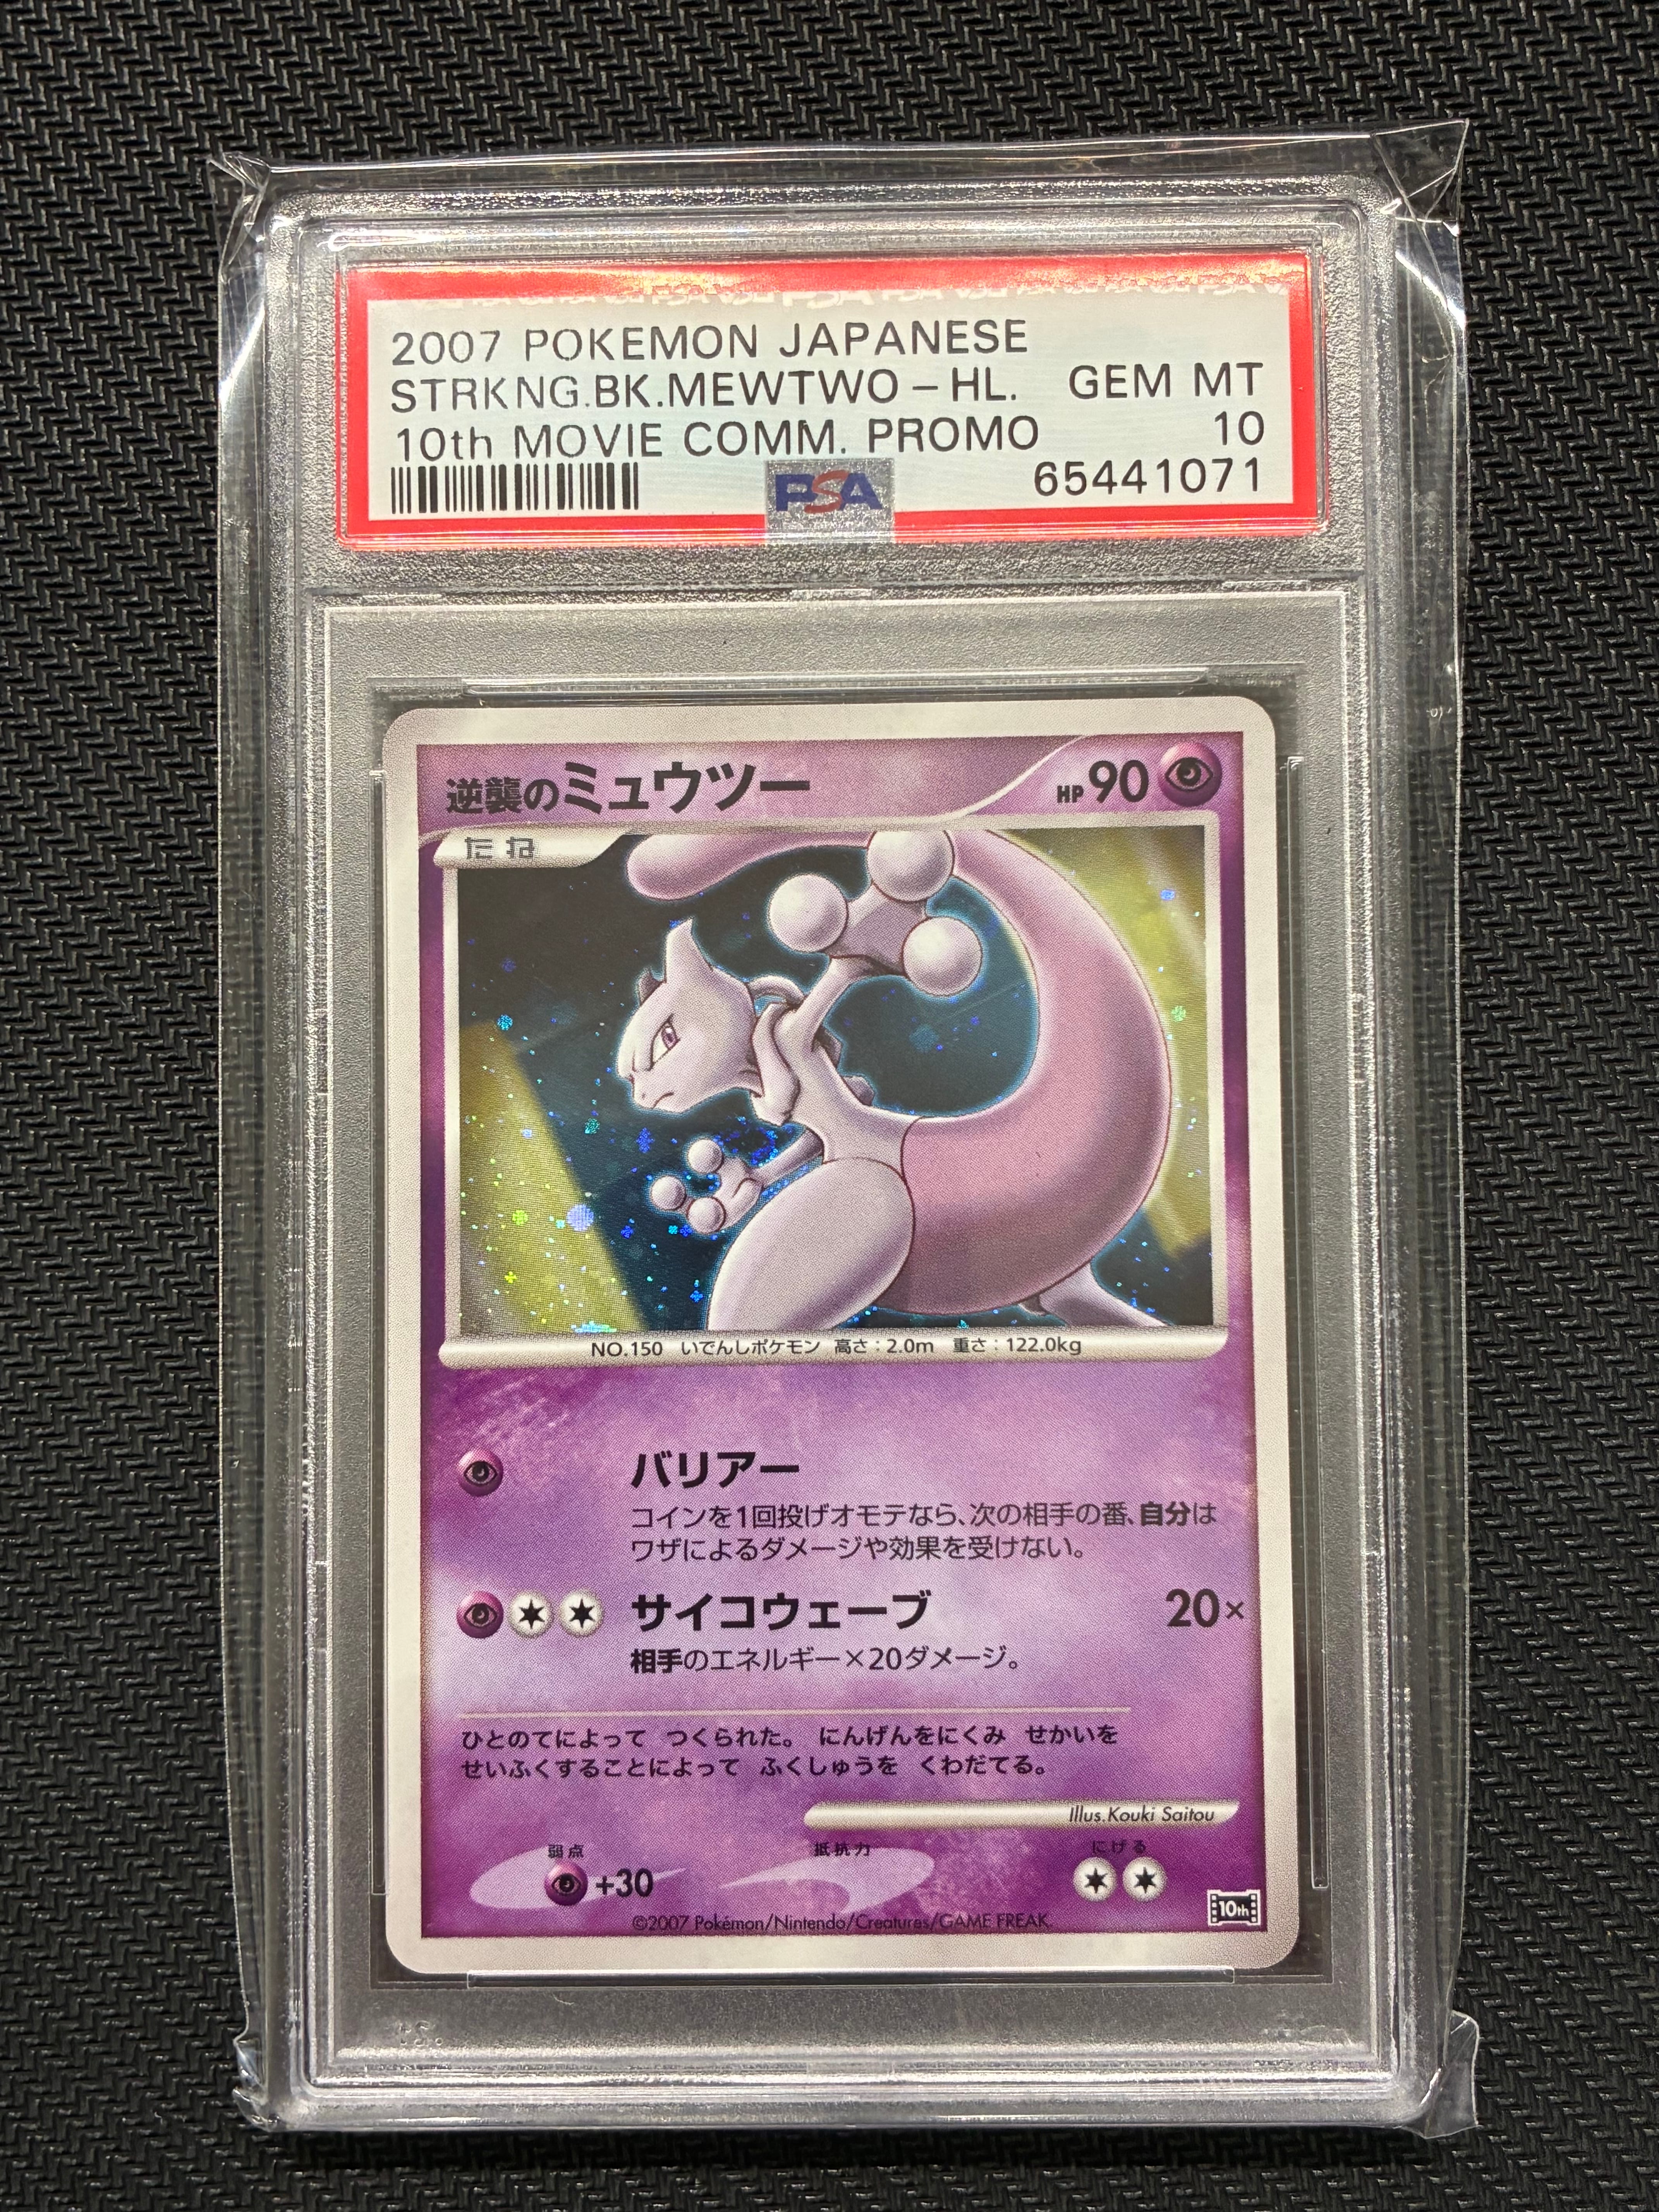 2007 POKEMON JAPANESE
STRKNG.BK.MEWTWO-HL. GEM MT
10th MOVIE COMM. PROMO 10
PSA 65441071
逆襲のミュウツー HP90
たね
NO.150 いでんしポケモン 高さ:2.0m 重さ:122.0kg
バリアー
コインを1回投げオモテなら、次の相手の番、自分は
ワザによるダメージや効果を受けない。
サイコウェーブ 20×
相手のエネルギー×20ダメージ。
ひとのてによって つくられた。 にんげんをにくみ せかいを
せいふくすることによって ふくしゅうを くわだてる。
Illus.Kouki Saitou
弱点 抵抗力 にげる
+30
10th
©2007 Pokémon/Nintendo/Creatures/GAME FREAK.